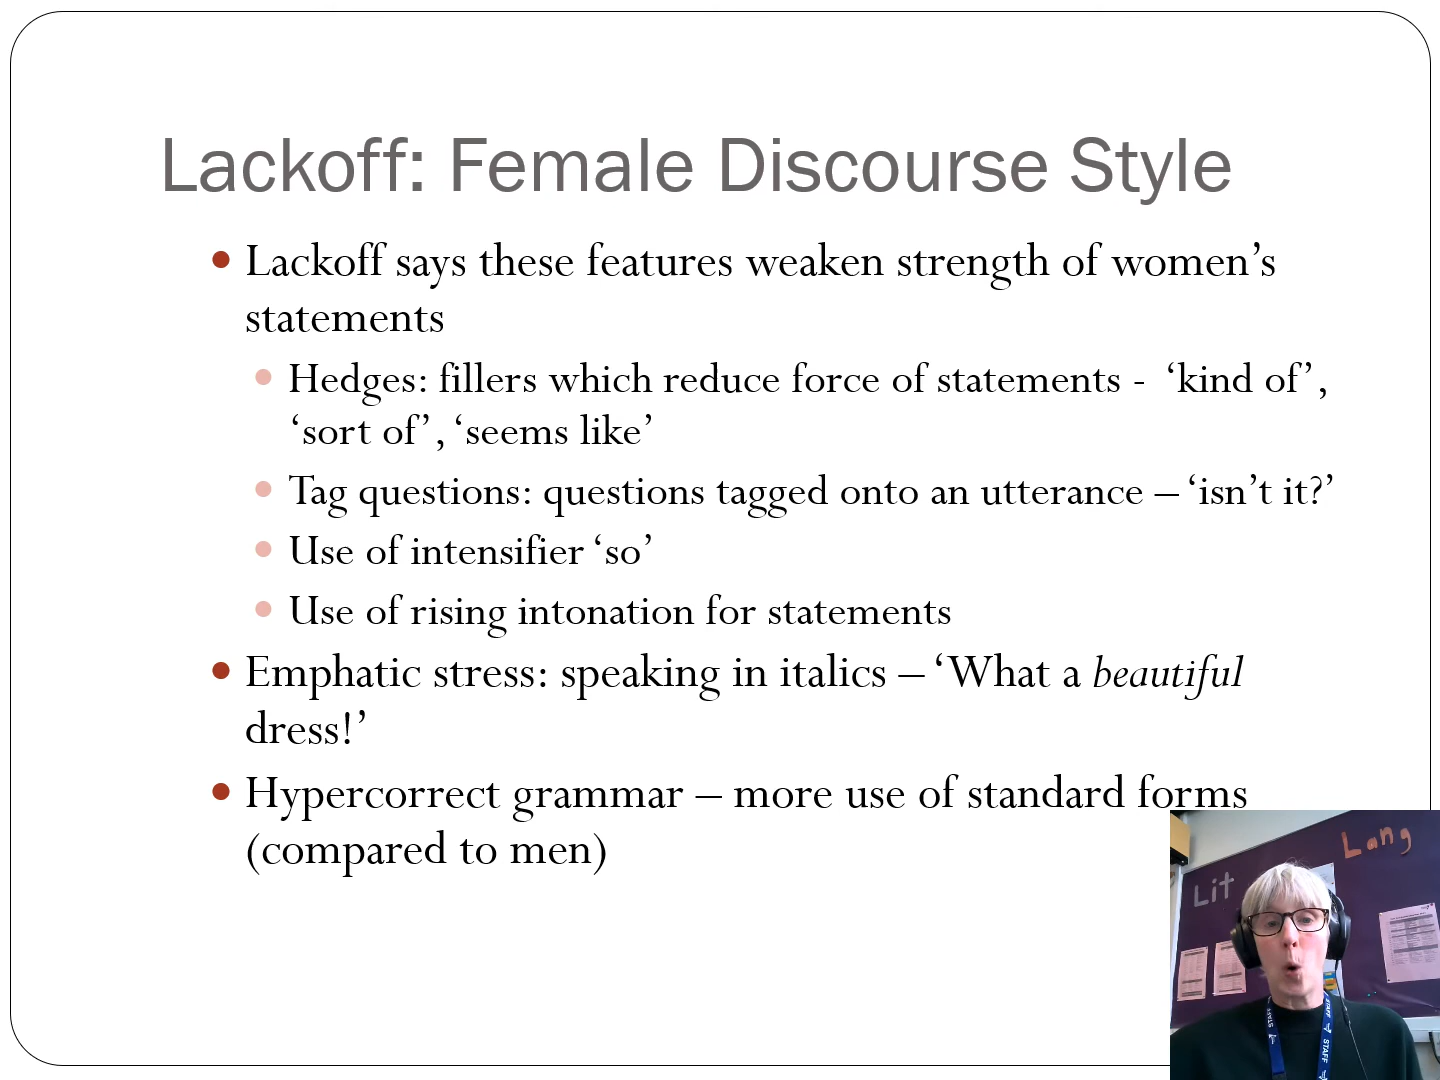 Lackoff: Female Discourse Style
Lackoff says these features weaken strength of women’s
statements
Hedges: fillers which reduce force of statements -  ‘kind of’,
‘sort of’, ‘seems like’
Tag questions: questions tagged onto an utterance – ‘isn’t it?’
Use of intensifier ‘so’
Use of rising intonation for statements
Emphatic stress: speaking in italics – ‘What a beautiful
dress!’
Hypercorrect grammar – more use of standard forms
(compared to men)
Lang
Lit
STAFF
STAFF
STAFF